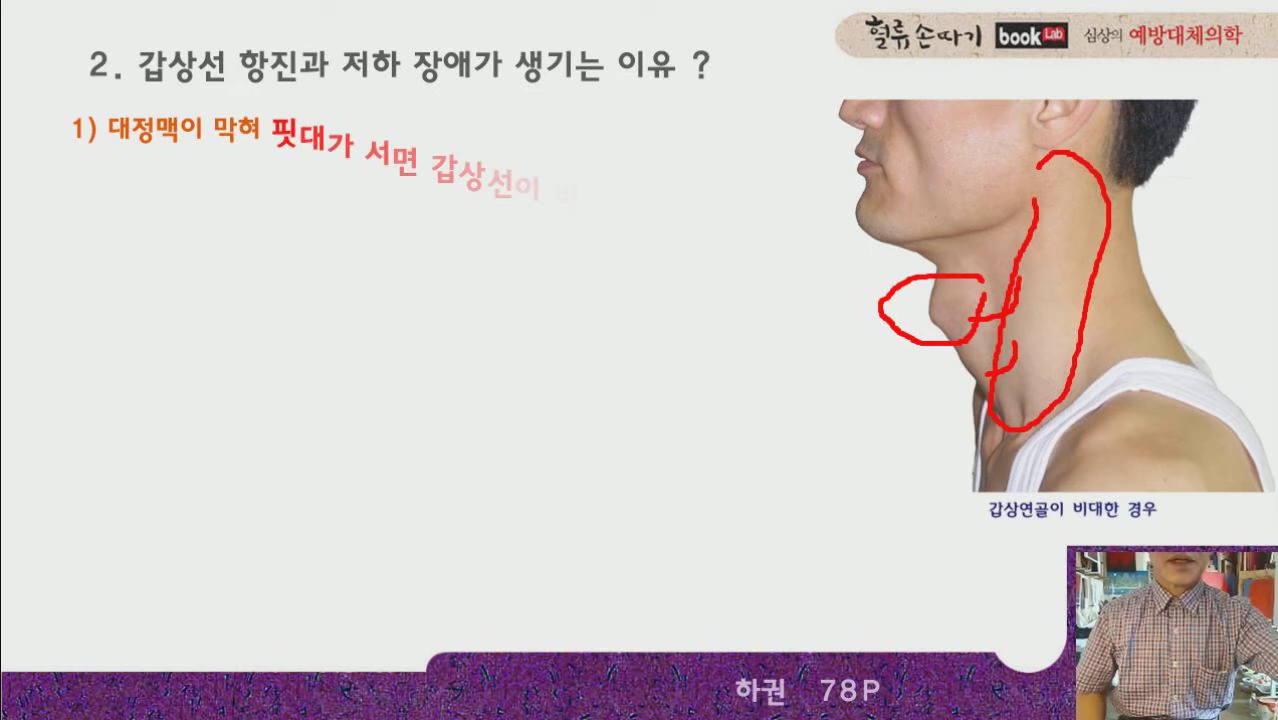 혈류 손따기 book Lab 심상의 예방대체의학
2. 갑상선 항진과 저하 장애가 생기는 이유 ?
1) 대정맥이 막혀 핏대가 서면 갑상선이
갑상연골이 비대한 경우
하권 78P